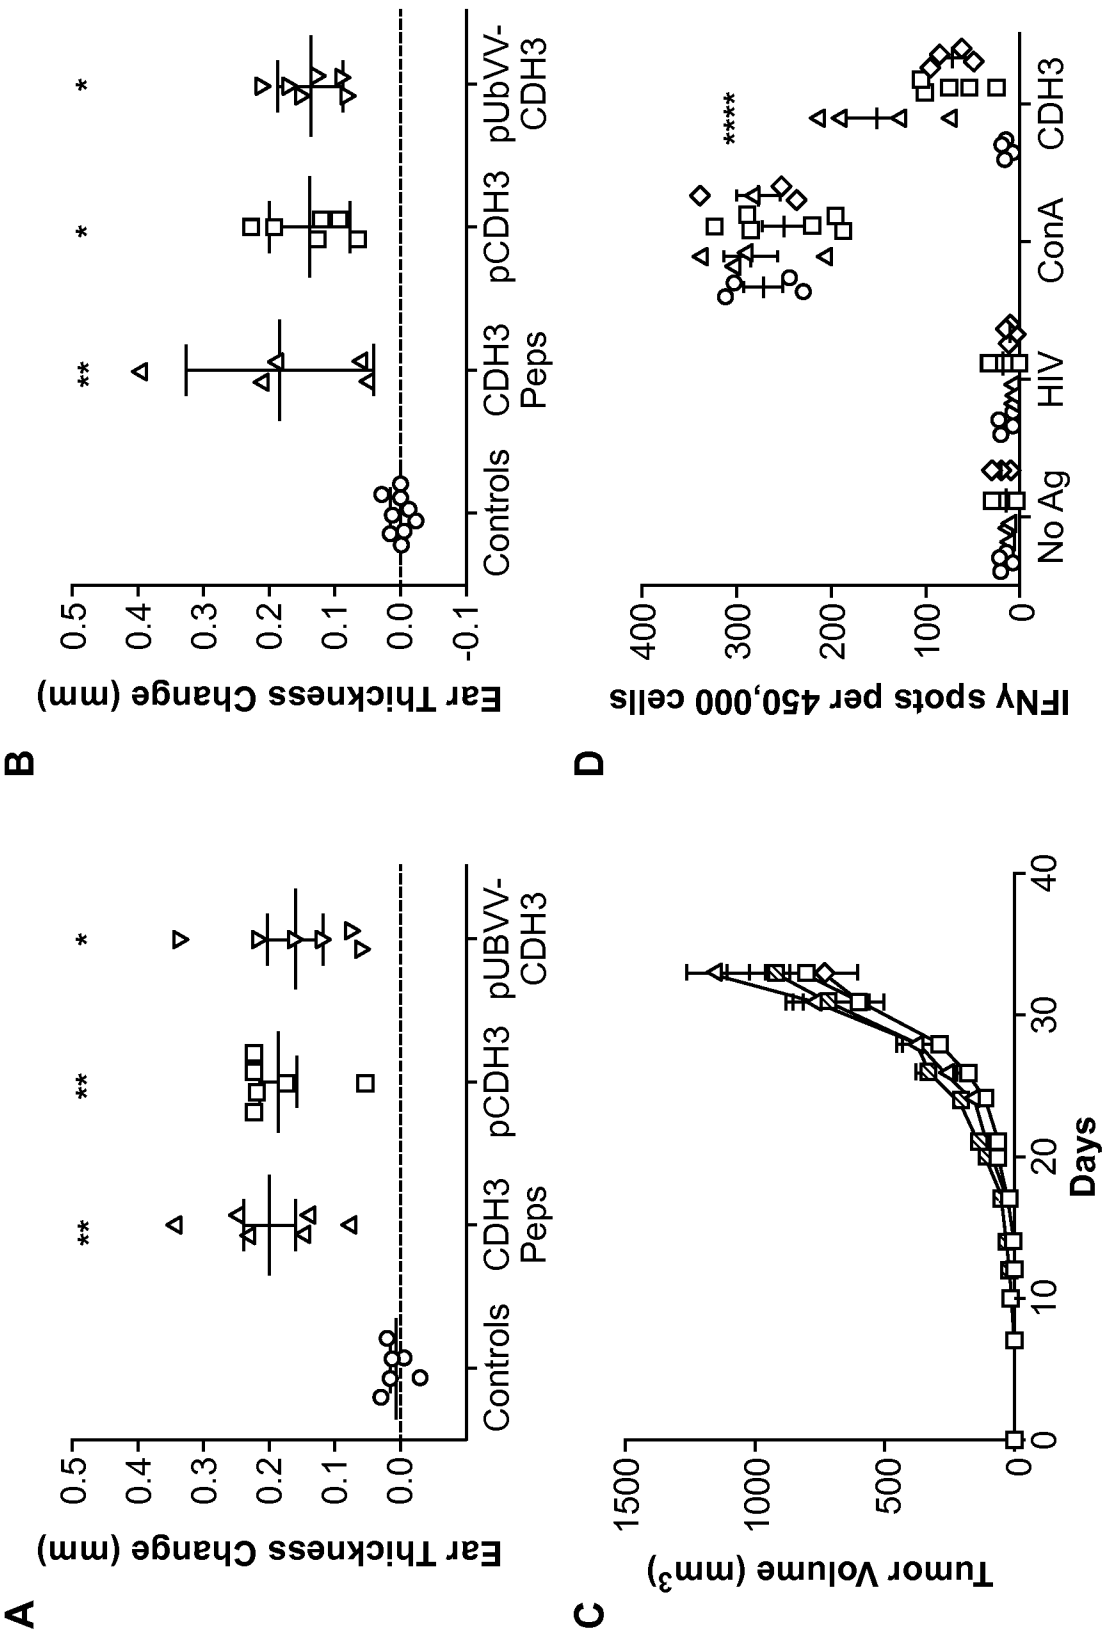 A
Ear Thickness Change (mm)
0.5
0.4
0.3
0.2
0.1
0.0
** ** *
Controls CDH3 pCDH3 pUBVV-
Peps CDH3
B
Ear Thickness Change (mm)
0.5
0.4
0.3
0.2
0.1
0.0
-0.1
** * *
Controls CDH3 pCDH3 pUbVV-
Peps CDH3
C
Tumor Volume (mm³)
1500
1000
500
0
0 10 20 30 40
Days
D
IFNγ spots per 450,000 cells
400
300
200
100
0
****
No Ag HIV ConA CDH3